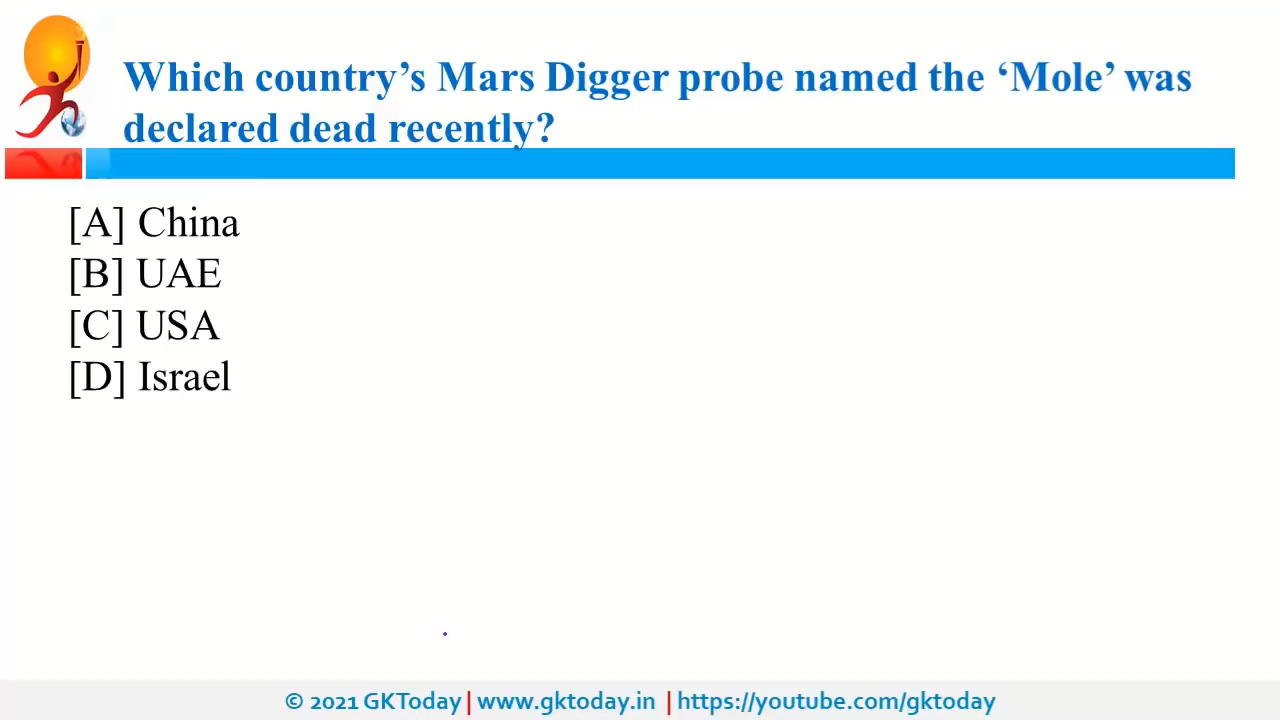 Which country’s Mars Digger probe named the ‘Mole’ was
declared dead recently?
[A] China
[B] UAE
[C] USA
[D] Israel
© 2021 GKToday | www.gktoday.in | https://youtube.com/gktoday